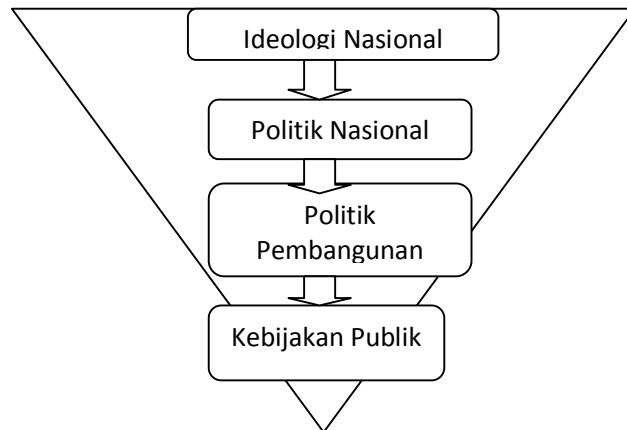 Ideologi Nasional
Politik Nasional
Politik
Pembangunan
Kebijakan Publik